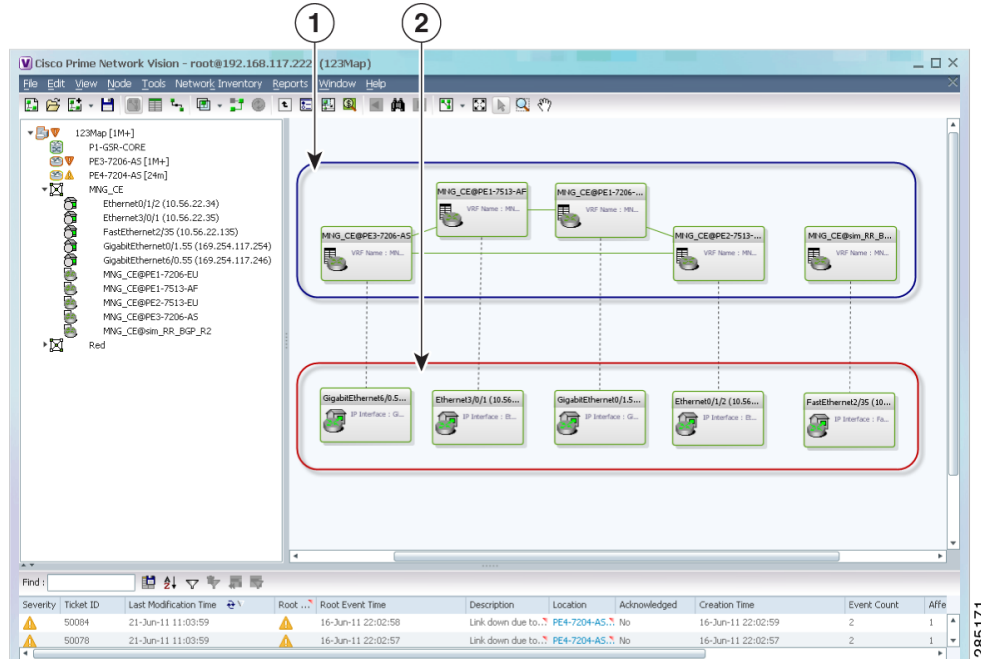 1 2
Cisco Prime Network Vision - root@192.168.117.222 (123Map)
File Edit View Node Tools Network Inventory Reports Window Help
123Map [1M+]
P1-GSR-CORE
PE3-7206-AS [1M+]
PE4-7204-AS [24m]
MNG_CE
Ethernet0/1/2 (10.56.22.34)
Ethernet3/0/1 (10.56.22.35)
FastEthernet2/35 (10.56.22.135)
GigabitEthernet0/1.55 (169.254.117.254)
GigabitEthernet6/0.55 (169.254.117.246)
MNG_CE@PE1-7206-EU
MNG_CE@PE1-7513-AF
MNG_CE@PE2-7513-EU
MNG_CE@PE3-7206-AS
MNG_CE@sim_RR_BGP_R2
Red
MNG_CE@PE1-7513-AF
VRF Name : MN...
MNG_CE@PE1-7206-...
VRF Name : MN...
MNG_CE@PE3-7206-AS
VRF Name : MN...
MNG_CE@PE2-7513-...
VRF Name : MN...
MNG_CE@sim_RR_B...
VRF Name : MN...
GigabitEthernet6/0.5...
IP Interface : Gi...
Ethernet3/0/1 (10.56...
IP Interface : Et...
GigabitEthernet0/1.5...
IP Interface : Gi...
Ethernet0/1/2 (10.56...
IP Interface : Et...
FastEthernet2/35 (10...
IP Interface : Fa...
Find :
Severity Ticket ID Last Modification Time Root ... Root Event Time Description Location Acknowledged Creation Time Event Count Affe
50084 21-Jun-11 11:03:59 16-Jun-11 22:02:58 Link down due to.. PE4-7204-AS.. No 16-Jun-11 22:02:59 2 1
50078 21-Jun-11 11:03:59 16-Jun-11 22:02:57 Link down due to.. PE4-7204-AS.. No 16-Jun-11 22:02:57 2 1
285171